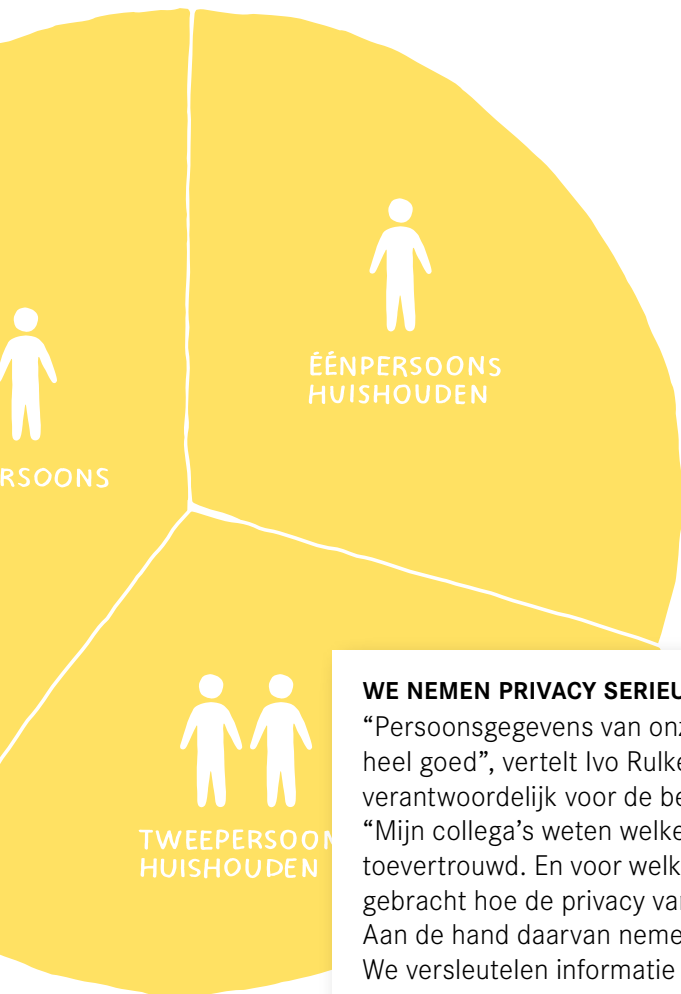 ÉÉNPERSOONS
HUISHOUDEN
RSOONS
TWEEPERSOON
HUISHOUDEN
WE NEMEN PRIVACY SERIEU
“Persoonsgegevens van on
heel goed”, vertelt Ivo Rulke
verantwoordelijk voor de be
“Mijn collega’s weten welke
toevertrouwd. En voor welk
gebracht hoe de privacy van
Aan de hand daarvan neme
We versleutelen informatie